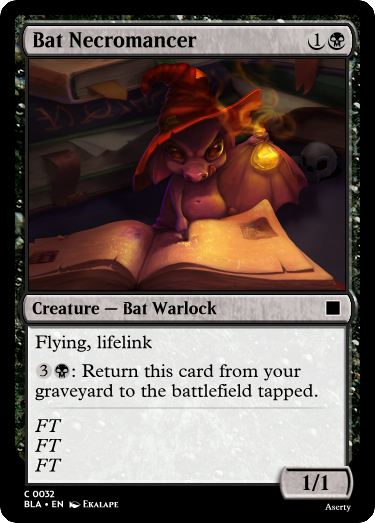 Bat Necromancer 1
Creature — Bat Warlock
Flying, lifelink
3: Return this card from your
graveyard to the battlefield tapped.
FT
FT
FT
1/1
C 0032
BLA • EN EKALAPE
Aserty